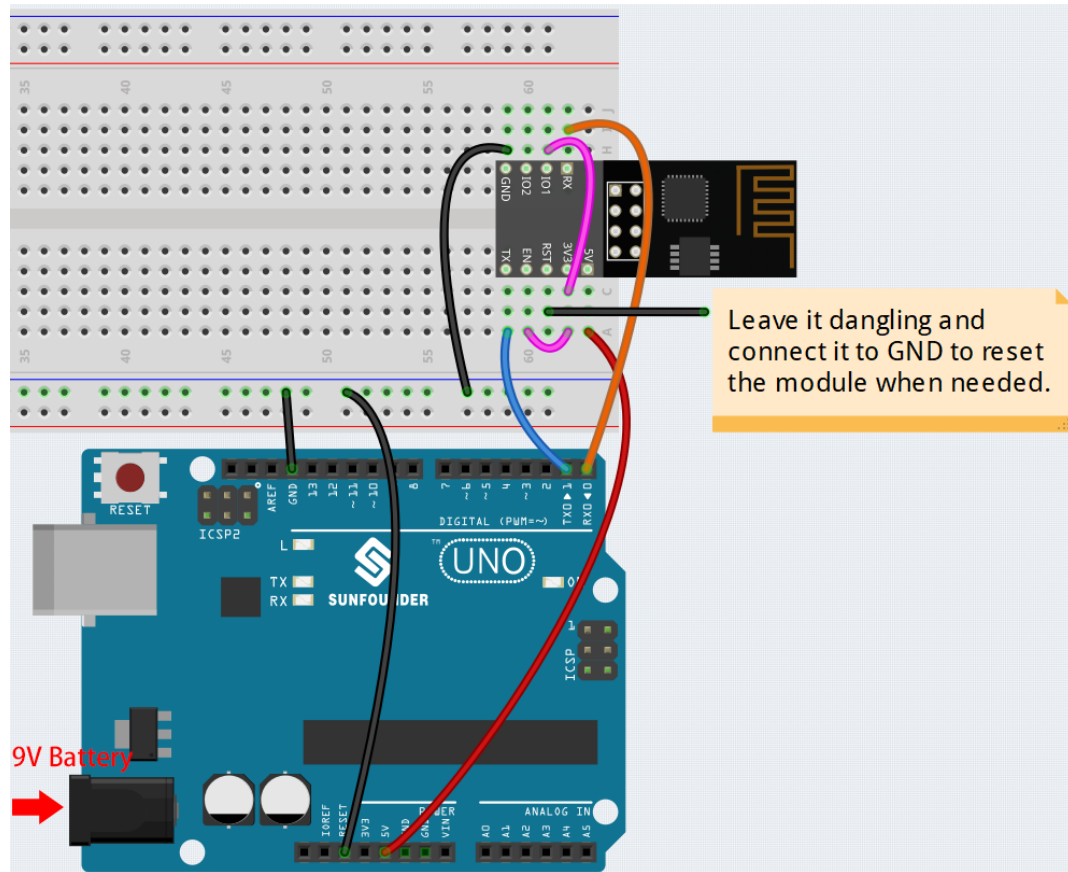 35 40 45 50 55 60
J
I
H
GND IO2 IO1 RX
TX EN RST 3V3 5V
C
A
35 40 45 50 55 60
Leave it dangling and
connect it to GND to reset
the module when needed.
RESET
AREF GND 13 12 ~11 ~10 8 7 ~6 ~5 4 ~3 2 TX0▶1 RX0◀0
ICSP2
DIGITAL (PWM=~)
L
TX
RX
SUNFOUNDER
™
UNO
1
ICSP
9V Battery
POWER
ANALOG IN
IOREF RESET 3V3 5V GND GND VIN A0 A1 A2 A3 A4 A5